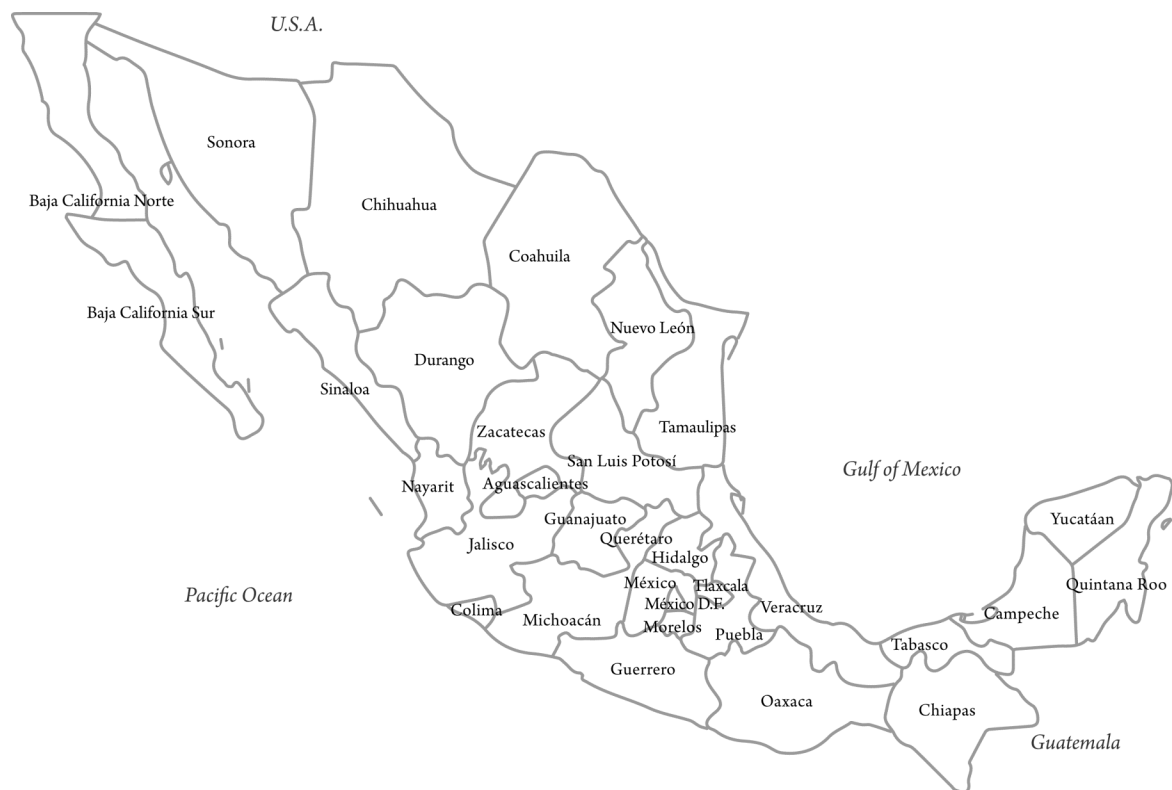 U.S.A.
Sonora
Baja California Norte
Chihuahua
Coahuila
Baja California Sur
Nuevo León
Durango
Sinaloa
Tamaulipas
Zacatecas
San Luis Potosí
Gulf of Mexico
Nayarit
Aguascalientes
Guanajuato
Yucatáan
Querétaro
Jalisco
Hidalgo
México
Tlaxcala
Quintana Roo
Pacific Ocean
México D.F.
Veracruz
Colima
Campeche
Michoacán
Morelos
Puebla
Tabasco
Guerrero
Oaxaca
Chiapas
Guatemala